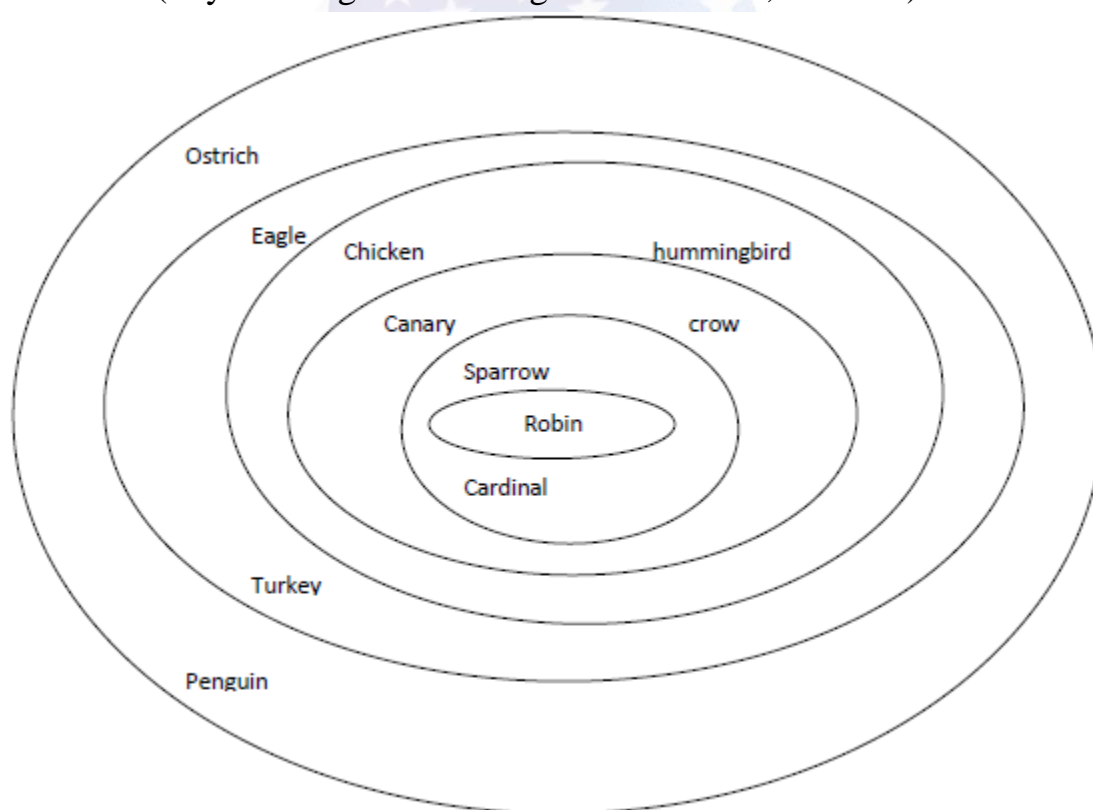 Ostrich
Eagle
Chicken hummingbird
Canary crow
Sparrow
Robin
Cardinal
Turkey
Penguin